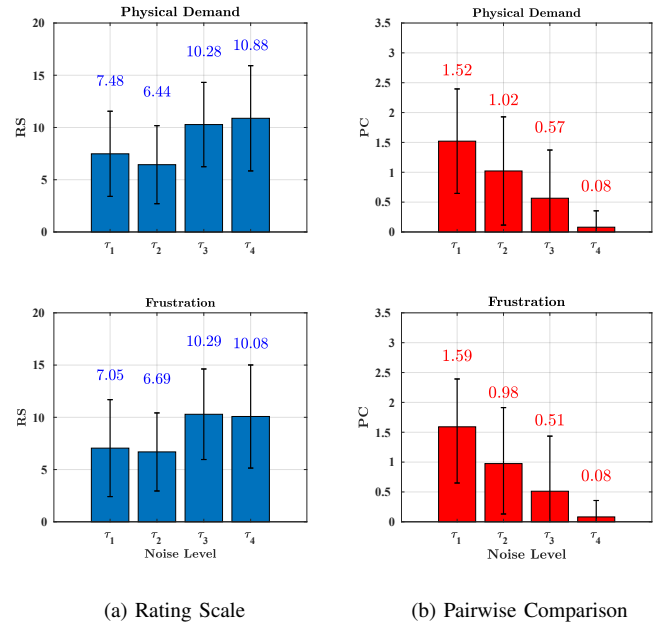 Physical Demand
20
15
10
5
0
RS
7.48
6.44
10.28
10.88
τ1 τ2 τ3 τ4
Physical Demand
3.5
3
2.5
2
1.5
1
0.5
0
PC
1.52
1.02
0.57
0.08
τ1 τ2 τ3 τ4
Frustration
20
15
10
5
0
RS
7.05
6.69
10.29
10.08
τ1 τ2 τ3 τ4
Noise Level
Frustration
3.5
3
2.5
2
1.5
1
0.5
0
PC
1.59
0.98
0.51
0.08
τ1 τ2 τ3 τ4
Noise Level
(a) Rating Scale
(b) Pairwise Comparison